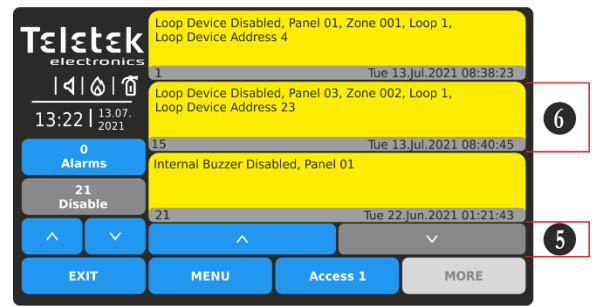 Teletek
electronics
13:22 13.07.
2021
0
Alarms
21
Disable
EXIT
Loop Device Disabled, Panel 01, Zone 001, Loop 1,
Loop Device Address 4
1 Tue 13.Jul.2021 08:38:23
Loop Device Disabled, Panel 03, Zone 002, Loop 1,
Loop Device Address 23
15 Tue 13.Jul.2021 08:40:45
Internal Buzzer Disabled, Panel 01
21 Tue 22.Jun.2021 01:21:43
MENU Access 1 MORE
6
5